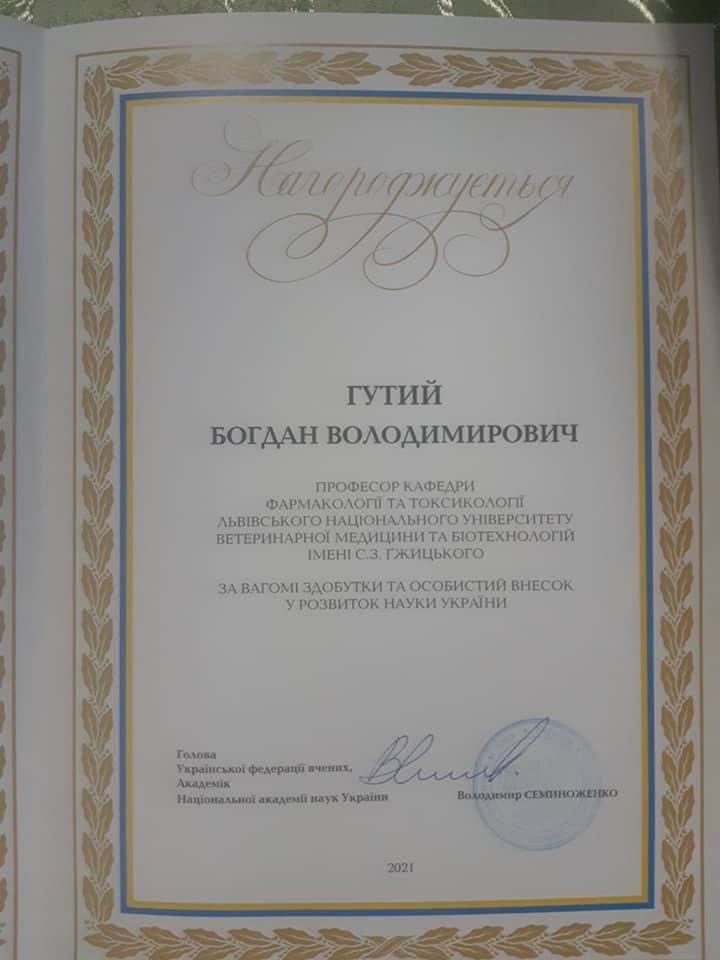 Нагороджується
ГУТИЙ
БОГДАН ВОЛОДИМИРОВИЧ
ПРОФЕСОР КАФЕДРИ
ФАРМАКОЛОГІЇ ТА ТОКСИКОЛОГІЇ
ЛЬВІВСЬКОГО НАЦІОНАЛЬНОГО УНІВЕРСИТЕТУ
ВЕТЕРИНАРНОЇ МЕДИЦИНИ ТА БІОТЕХНОЛОГІЙ
ІМЕНІ С.З. ГЖИЦЬКОГО
ЗА ВАГОМІ ЗДОБУТКИ ТА ОСОБИСТИЙ ВНЕСОК
У РОЗВИТОК НАУКИ УКРАЇНИ
Голова
Української федерації вчених,
Академік
Національної академії наук України
Володимир СЕМИНОЖЕНКО
2021